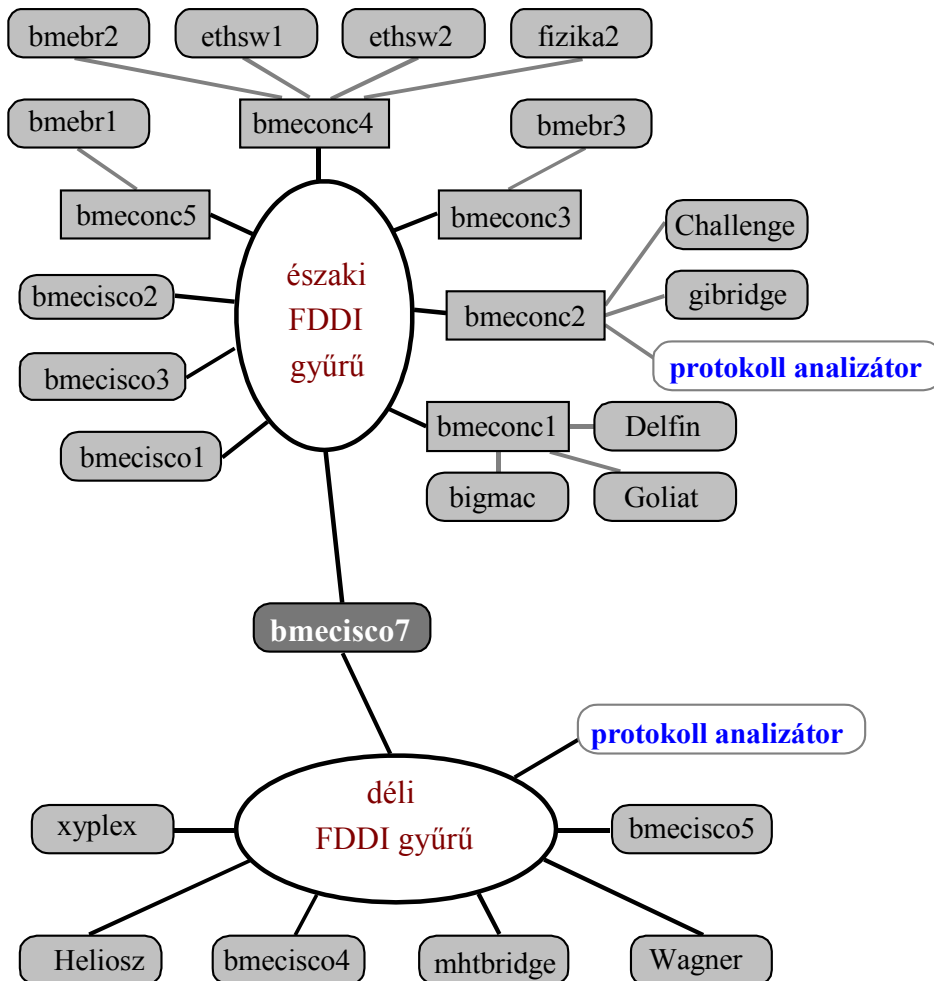 bmebr2
ethsw1
ethsw2
fizika2
bmebr1
bmeconc4
bmebr3
bmeconc5
bmeconc3
Challenge
bmecisco2
északi
FDDI
gyűrű
bmeconc2
gibridge
bmecisco3
protokoll analizátor
bmecisco1
bmeconc1
Delfin
bigmac
Goliat
bmecisco7
protokoll analizátor
déli
FDDI gyűrű
xyplex
bmecisco5
Heliosz
bmecisco4
mhtbridge
Wagner